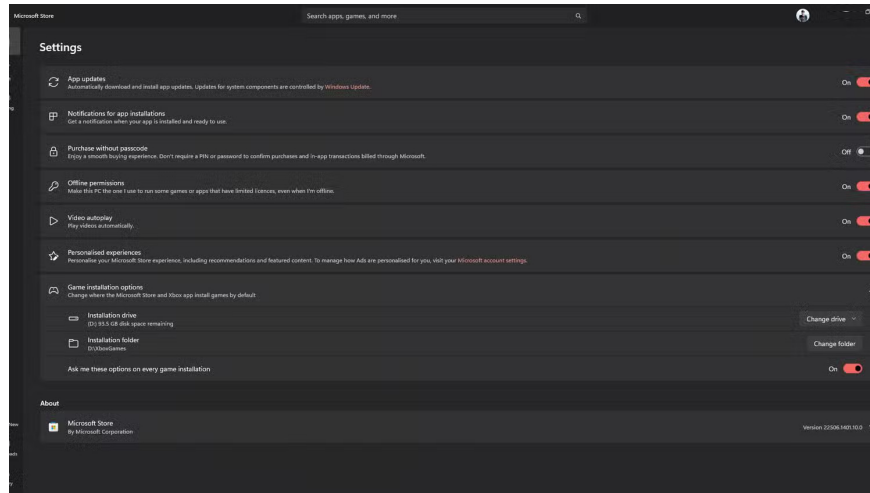 Microsoft Store
Search apps, games, and more
Settings
App updates
Automatically download and install app updates. Updates for system components are controlled by Windows Update.
On
Notifications for app installations
Get a notification when your app is installed and ready to use.
On
Purchase without passcode
Enjoy a smooth buying experience. Don't require a PIN or password to confirm purchases and in-app transactions billed through Microsoft.
Off
Offline permissions
Make this PC the one I use to run some games or apps that have limited licences, even when I'm offline.
On
Video autoplay
Play videos automatically.
On
Personalised experiences
Personalise your Microsoft Store experience, including recommendations and featured content. To manage how Ads are personalised for you, visit your Microsoft account settings.
On
Game installation options
Change where the Microsoft Store and Xbox app install games by default
Installation drive
(D:) 93.5 GB disk space remaining
Change drive
Installation folder
D:\XboxGames
Change folder
Ask me these options on every game installation
On
About
New
Microsoft Store
By Microsoft Corporation
Version 22506.1401.10.0